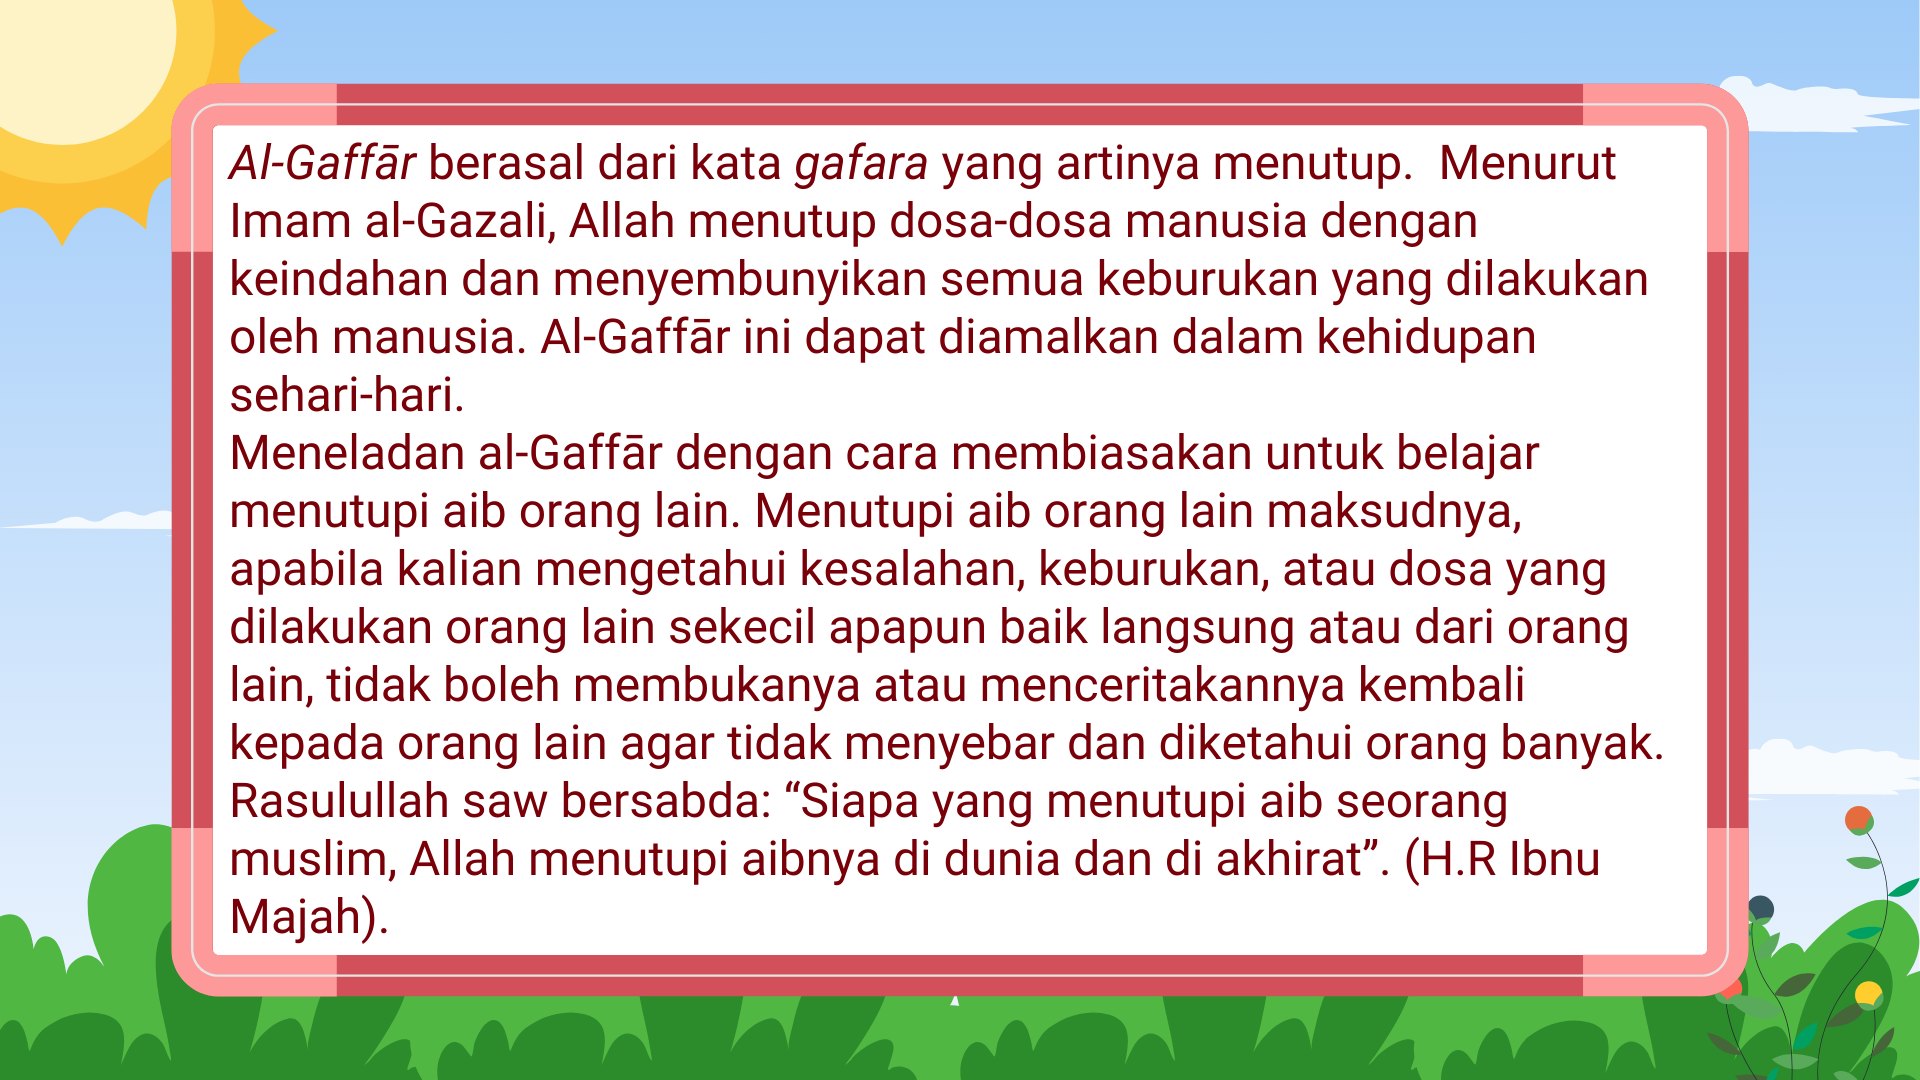 Al-Gaffār berasal dari kata gafara yang artinya menutup.  Menurut
Imam al-Gazali, Allah menutup dosa-dosa manusia dengan
keindahan dan menyembunyikan semua keburukan yang dilakukan
oleh manusia. Al-Gaffār ini dapat diamalkan dalam kehidupan
sehari-hari.
Meneladan al-Gaffār dengan cara membiasakan untuk belajar
menutupi aib orang lain. Menutupi aib orang lain maksudnya,
apabila kalian mengetahui kesalahan, keburukan, atau dosa yang
dilakukan orang lain sekecil apapun baik langsung atau dari orang
lain, tidak boleh membukanya atau menceritakannya kembali
kepada orang lain agar tidak menyebar dan diketahui orang banyak.
Rasulullah saw bersabda: “Siapa yang menutupi aib seorang
muslim, Allah menutupi aibnya di dunia dan di akhirat”. (H.R Ibnu
Majah).